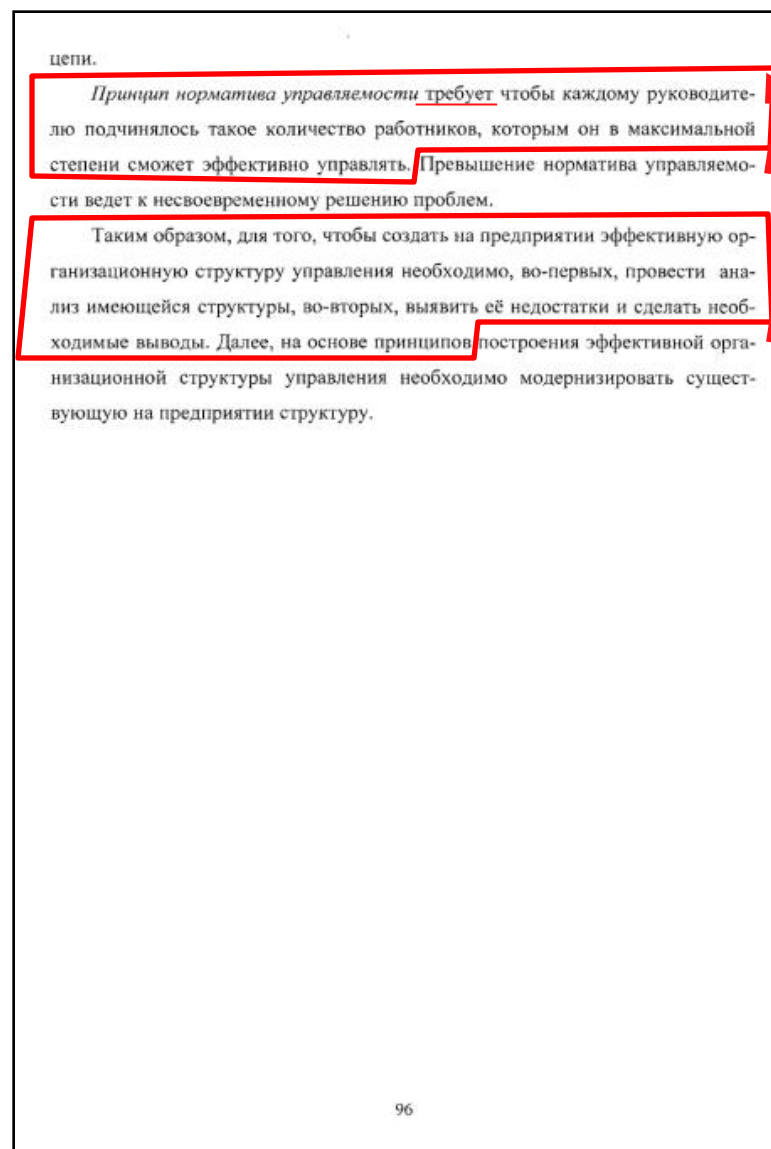 цепи.
Принцип норматива управляемости требует чтобы каждому руководите-
лю подчинялось такое количество работников, которым он в максимальной
степени сможет эффективно управлять. Превышение норматива управляемо-
сти ведет к несвоевременному решению проблем.
Таким образом, для того, чтобы создать на предприятии эффективную ор-
ганизационную структуру управления необходимо, во-первых, провести ана-
лиз имеющейся структуры, во-вторых, выявить её недостатки и сделать необ-
ходимые выводы. Далее, на основе принципов построения эффективной орга-
низационной структуры управления необходимо модернизировать сущест-
вующую на предприятии структуру.
96